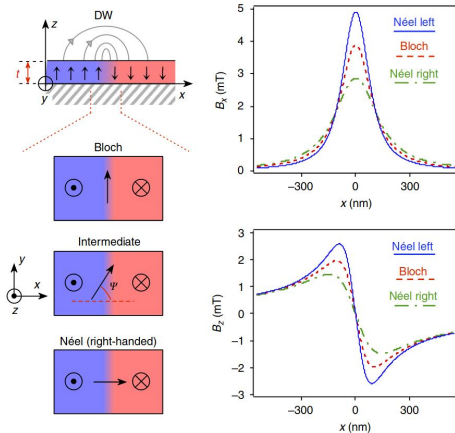 z
DW
t
y
x
Bloch
Intermediate
y
x
z
Ψ
Néel (right-handed)
5
4
3
2
1
0
Bx (mT)
Néel left
Bloch
Néel right
−300
0
300
x (nm)
3
2
1
0
−1
−2
−3
Bz (mT)
Néel left
Bloch
Néel right
−300
0
300
x (nm)